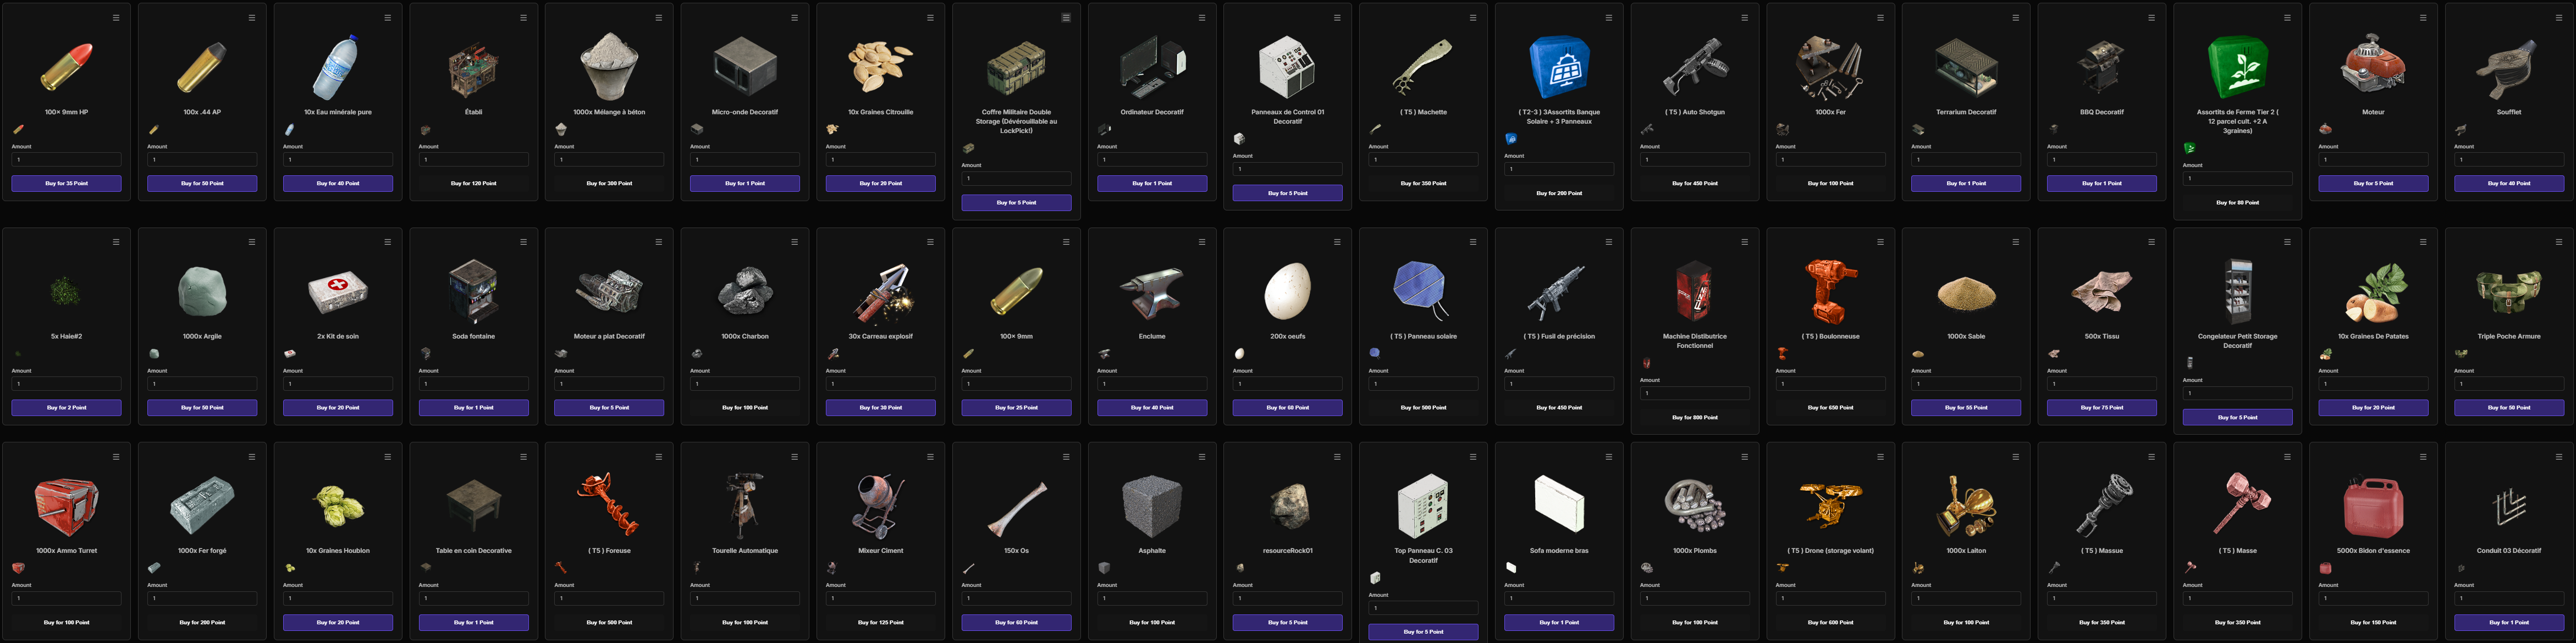 100× 9mm HP
Amount
1
Buy for 35 Point
100x .44 AP
Amount
1
Buy for 50 Point
10x Eau minérale pure
Amount
1
Buy for 40 Point
Établi
Amount
1
Buy for 120 Point
1000x Mélange à béton
Amount
1
Buy for 300 Point
Micro-onde Decoratif
Amount
1
Buy for 1 Point
10x Graines Citrouille
Amount
1
Buy for 20 Point
Coffre Militaire Double
Storage (Dévérouillable au
LockPick!)
Amount
1
Buy for 5 Point
Ordinateur Decoratif
Amount
1
Buy for 1 Point
Panneaux de Control 01
Decoratif
Amount
1
Buy for 5 Point
( T5 ) Machette
Amount
1
Buy for 350 Point
( T2-3 ) 3Assortits Banque
Solaire + 3 Panneaux
Amount
1
Buy for 200 Point
( T5 ) Auto Shotgun
Amount
1
Buy for 450 Point
1000x Fer
Amount
1
Buy for 100 Point
Terrarium Decoratif
Amount
1
Buy for 1 Point
BBQ Decoratif
Amount
1
Buy for 1 Point
Assortits de Ferme Tier 2 (
12 parcel cult. +2 A
3graines)
Amount
1
Buy for 80 Point
Moteur
Amount
1
Buy for 5 Point
Soufflet
Amount
1
Buy for 40 Point
5x Haie#2
Amount
1
Buy for 2 Point
1000x Argile
Amount
1
Buy for 50 Point
2x Kit de soin
Amount
1
Buy for 20 Point
Soda fontaine
Amount
1
Buy for 1 Point
Moteur a plat Decoratif
Amount
1
Buy for 5 Point
1000x Charbon
Amount
1
Buy for 100 Point
30x Carreau explosif
Amount
1
Buy for 30 Point
100× 9mm
Amount
1
Buy for 25 Point
Enclume
Amount
1
Buy for 40 Point
200x oeufs
Amount
1
Buy for 60 Point
( T5 ) Panneau solaire
Amount
1
Buy for 500 Point
( T5 ) Fusil de précision
Amount
1
Buy for 450 Point
Machine Distibutrice
Fonctionnel
Amount
1
Buy for 800 Point
( T5 ) Boulonneuse
Amount
1
Buy for 650 Point
1000x Sable
Amount
1
Buy for 55 Point
500x Tissu
Amount
1
Buy for 75 Point
Congelateur Petit Storage
Decoratif
Amount
1
Buy for 5 Point
10x Graines De Patates
Amount
1
Buy for 20 Point
Triple Poche Armure
Amount
1
Buy for 50 Point
1000x Ammo Turret
Amount
1
Buy for 100 Point
1000x Fer forgé
Amount
1
Buy for 200 Point
10x Graines Houblon
Amount
1
Buy for 20 Point
Table en coin Decorative
Amount
1
Buy for 1 Point
( T5 ) Foreuse
Amount
1
Buy for 500 Point
Tourelle Automatique
Amount
1
Buy for 100 Point
Mixeur Ciment
Amount
1
Buy for 125 Point
150x Os
Amount
1
Buy for 60 Point
Asphalte
Amount
1
Buy for 100 Point
resourceRock01
Amount
1
Buy for 5 Point
Top Panneau C. 03
Decoratif
Amount
1
Buy for 5 Point
Sofa moderne bras
Amount
1
Buy for 1 Point
1000x Plombs
Amount
1
Buy for 100 Point
( T5 ) Drone (storage volant)
Amount
1
Buy for 600 Point
1000x Laiton
Amount
1
Buy for 100 Point
( T5 ) Massue
Amount
1
Buy for 350 Point
( T5 ) Masse
Amount
1
Buy for 350 Point
5000x Bidon d'essence
Amount
1
Buy for 150 Point
Conduit 03 Décoratif
Amount
1
Buy for 1 Point